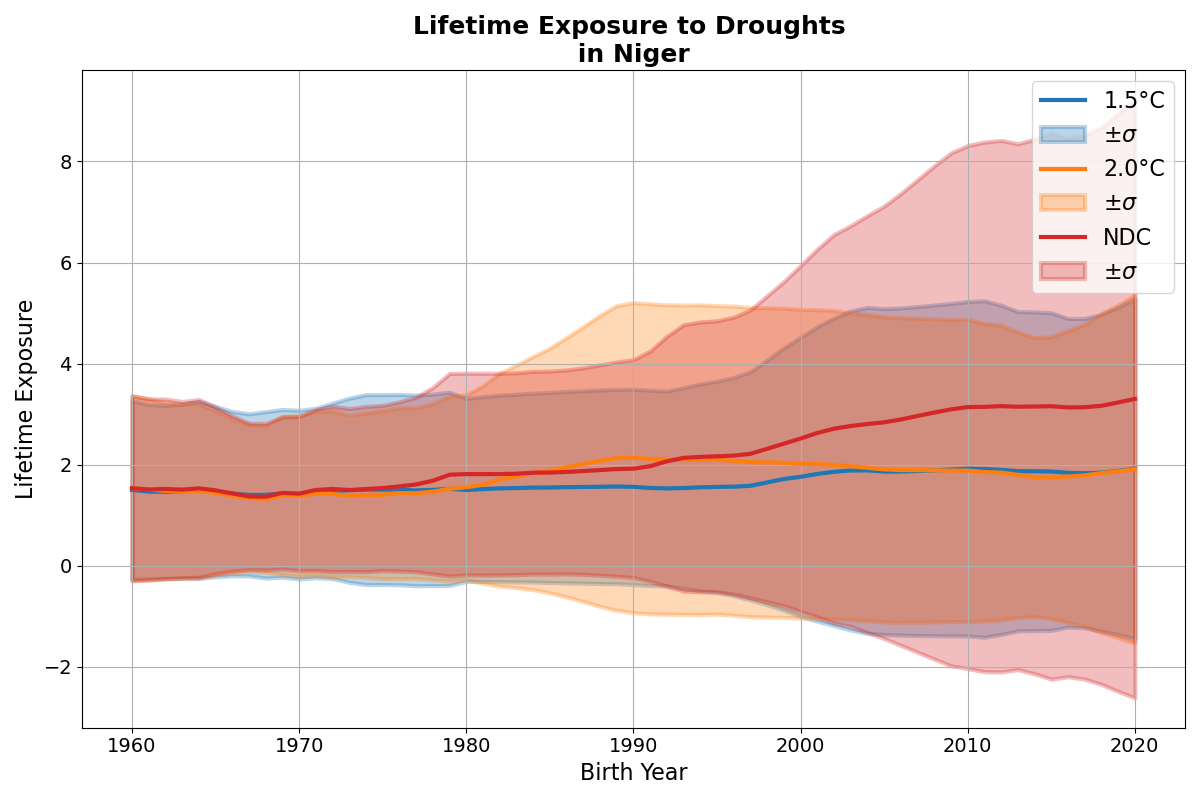 Lifetime Exposure to Droughts
in Niger
Lifetime Exposure
8
6
4
2
0
−2
1960
1970
1980
1990
2000
2010
2020
Birth Year
1.5°C
±σ
2.0°C
±σ
NDC
±σ